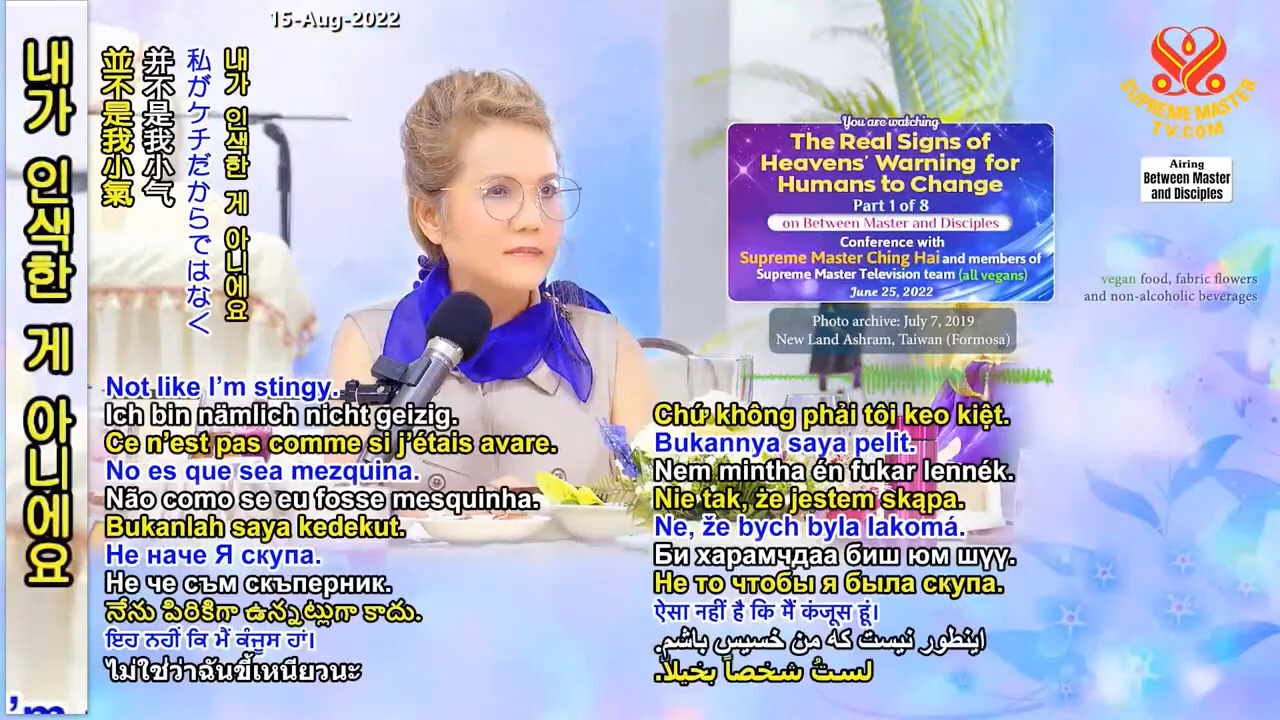 15-Aug-2022
내가 인색한 게 아니에요
並不是我小氣
并不是我小气
私がケチだからではなく
내가 인색한 게 아니에요
You are watching
The Real Signs of
Heavens' Warning for
Humans to Change
Part 1 of 8
on Between Master and Disciples
Conference with
Supreme Master Ching Hai and members of
Supreme Master Television team (all vegans)
June 25, 2022
Photo archive: July 7, 2019
New Land Ashram, Taiwan (Formosa)
SUPREME MASTER
TV.COM
Airing
Between Master
and Disciples
vegan food, fabric flowers
and non-alcoholic beverages
Not like I'm stingy.
Ich bin nämlich nicht geizig.
Ce n'est pas comme si j'étais avare.
No es que sea mezquina.
Não como se eu fosse mesquinha.
Bukanlah saya kedekut.
Не наче Я скупа.
Не че съм скъперник.
నేను పిరికిగా ఉన్నట్లుగా కాదు.
ਇਹ ਨਹੀਂ ਕਿ ਮੈਂ ਕੰਜੂਸ ਹਾਂ।
ไม่ใช่ว่าฉันขี้เหนียวนะ
Chứ không phải tôi keo kiệt.
Bukannya saya pelit.
Nem mintha én fukar lennék.
Nie tak, że jestem skąpa.
Ne, že bych byla lakomá.
Би харамчдаа биш юм шүү.
Не то чтобы я была скупа.
ऐसा नहीं है कि मैं कंजूस हूं।
اینطور نیست که من خسیس باشم.
لستُ شخصاً بخيلاً.
'm